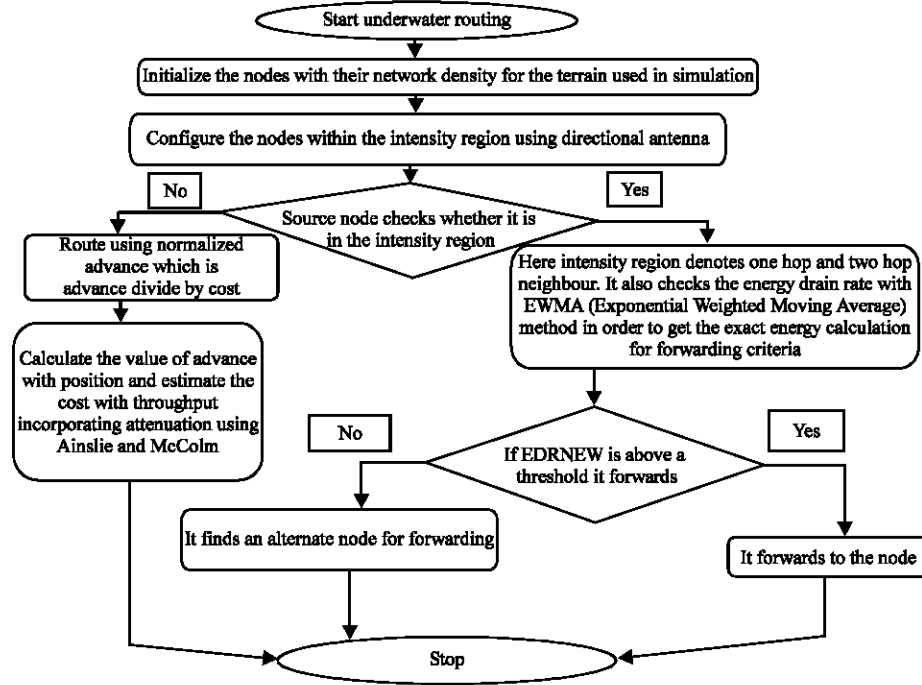 Start underwater routing
Initialize the nodes with their network density for the terrain used in simulation
Configure the nodes within the intensity region using directional antenna
No
Yes
Source node checks whether it is
in the intensity region
Route using normalized
advance which is
advance divide by cost
Here intensity region denotes one hop and two hop
neighbour. It also checks the energy drain rate with
EWMA (Exponential Weighted Moving Average)
method in order to get the exact energy calculation
for forwarding criteria
Calculate the value of advance
with position and estimate the
cost with throughput
incorporating attenuation using
Ainslie and McColm
No
Yes
If EDRNEW is above a
threshold it forwards
It finds an alternate node for forwarding
It forwards to the node
Stop